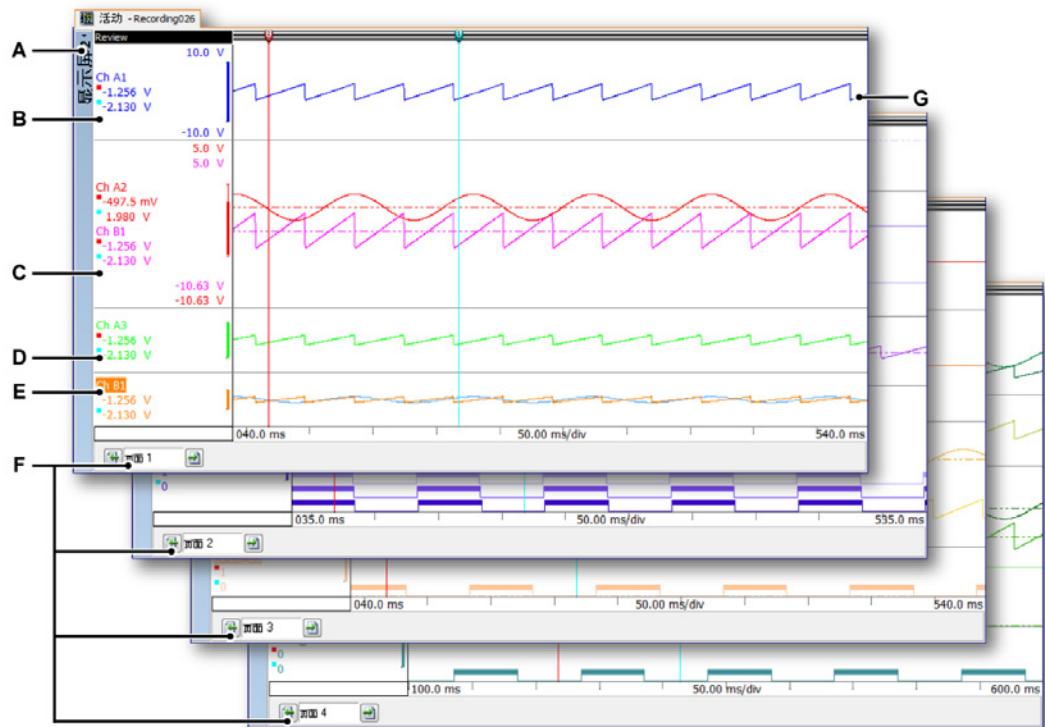 活动 - Recording026
A
显示屏 2
Review
10.0 V
Ch A1
-1.256 V
-2.130 V
B
G
-10.0 V
5.0 V
5.0 V
Ch A2
-497.5 mV
1.980 V
Ch B1
-1.256 V
-2.130 V
C
-10.63 V
-10.63 V
Ch A3
-1.256 V
-2.130 V
D
Ch B1
E
-1.256 V
-2.130 V
040.0 ms
50.00 ms/div
540.0 ms
F
页面 1
0
035.0 ms
50.00 ms/div
535.0 ms
页面 2
1
0
040.0 ms
50.00 ms/div
540.0 ms
页面 3
0
0
100.0 ms
50.00 ms/div
600.0 ms
页面 4